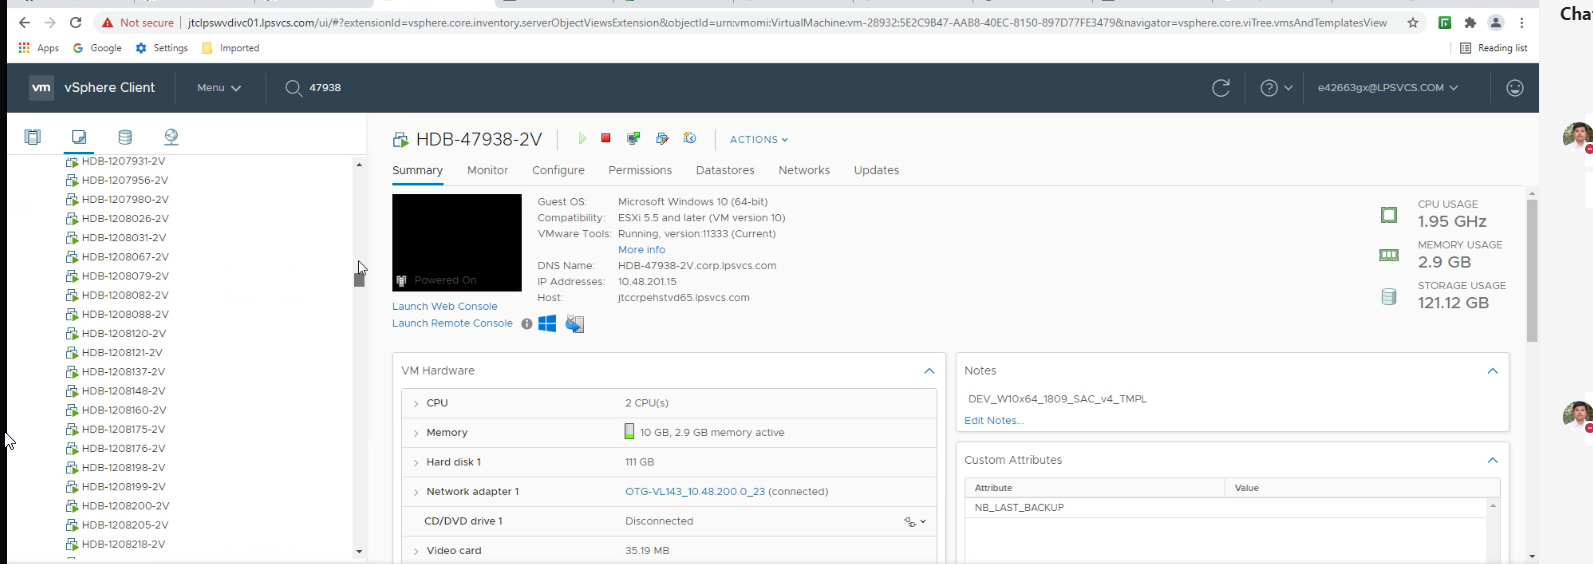 Not secure | jtclpswvdivc01.lpsvcs.com/ui/#?extensionId=vsphere.core.inventory.serverObjectViewsExtension&objectId=urn:vmomi:VirtualMachine:vm-28932:5E2C9B47-AAB8-40EC-8150-897D77FE3479&navigator=vsphere.core.viTree.vmsAndTemplatesView
Apps Google Settings Imported Reading list
vm vSphere Client Menu 47938 e42663gx@LPSVCS.COM
HDB-47938-2V ACTIONS
Summary Monitor Configure Permissions Datastores Networks Updates
HDB-1207931-2V
HDB-1207956-2V
HDB-1207980-2V
HDB-1208026-2V
HDB-1208031-2V
HDB-1208067-2V
HDB-1208079-2V
HDB-1208082-2V
HDB-1208088-2V
HDB-1208120-2V
HDB-1208121-2V
HDB-1208137-2V
HDB-1208148-2V
HDB-1208160-2V
HDB-1208175-2V
HDB-1208176-2V
HDB-1208198-2V
HDB-1208199-2V
HDB-1208200-2V
HDB-1208205-2V
HDB-1208218-2V
Powered On
Launch Web Console
Launch Remote Console
Guest OS: Microsoft Windows 10 (64-bit)
Compatibility: ESXi 5.5 and later (VM version 10)
VMware Tools: Running, version:11333 (Current)
More info
DNS Name: HDB-47938-2V.corp.lpsvcs.com
IP Addresses: 10.48.201.15
Host: jtccrpehstvd65.lpsvcs.com
CPU USAGE
1.95 GHz
MEMORY USAGE
2.9 GB
STORAGE USAGE
121.12 GB
VM Hardware
CPU 2 CPU(s)
Memory 10 GB, 2.9 GB memory active
Hard disk 1 111 GB
Network adapter 1 OTG-VL143_10.48.200.0_23 (connected)
CD/DVD drive 1 Disconnected
Video card 35.19 MB
Notes
DEV_W10x64_1809_SAC_v4_TMPL
Edit Notes...
Custom Attributes
Attribute Value
NB_LAST_BACKUP